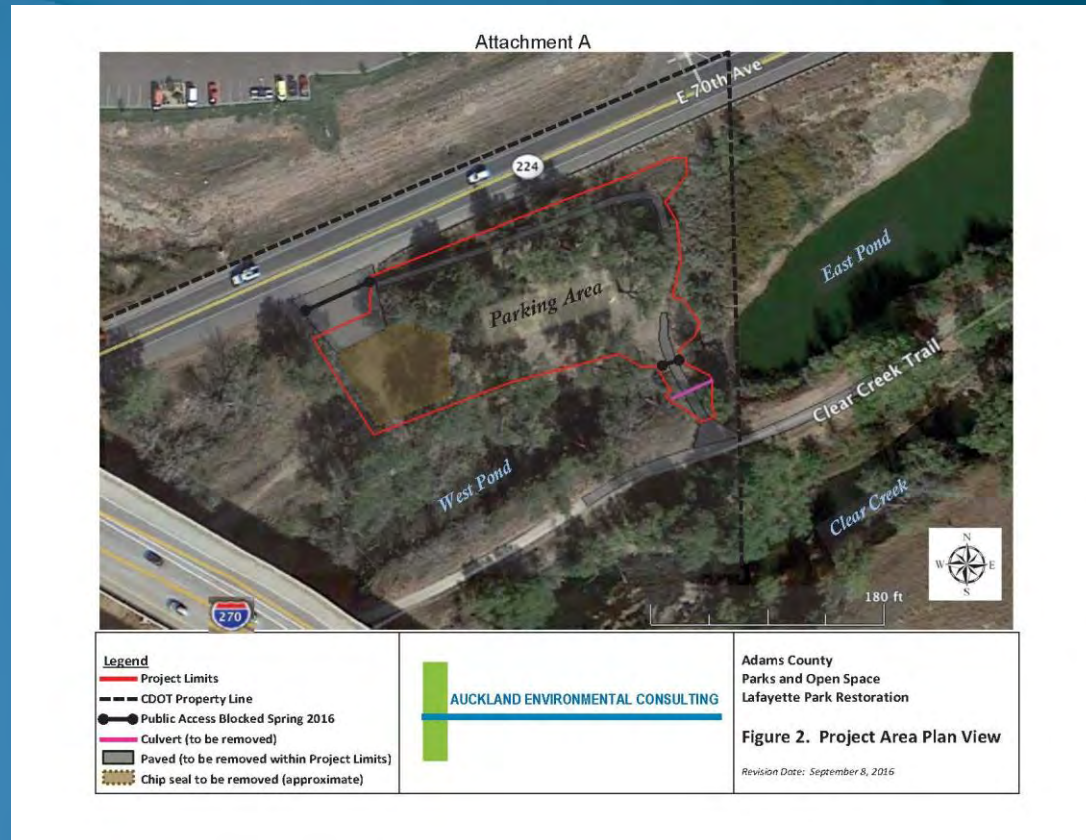 Attachment A
E 70th Ave
224
Parking Area
East Pond
Clear Creek Trail
West Pond
Clear Creek
N
W E
S
270
180 ft
Legend
Project Limits
CDOT Property Line
Public Access Blocked Spring 2016
Culvert (to be removed)
Paved (to be removed within Project Limits)
Chip seal to be removed (approximate)
AUCKLAND ENVIRONMENTAL CONSULTING
Adams County
Parks and Open Space
Lafayette Park Restoration
Figure 2. Project Area Plan View
Revision Date: September 8, 2016